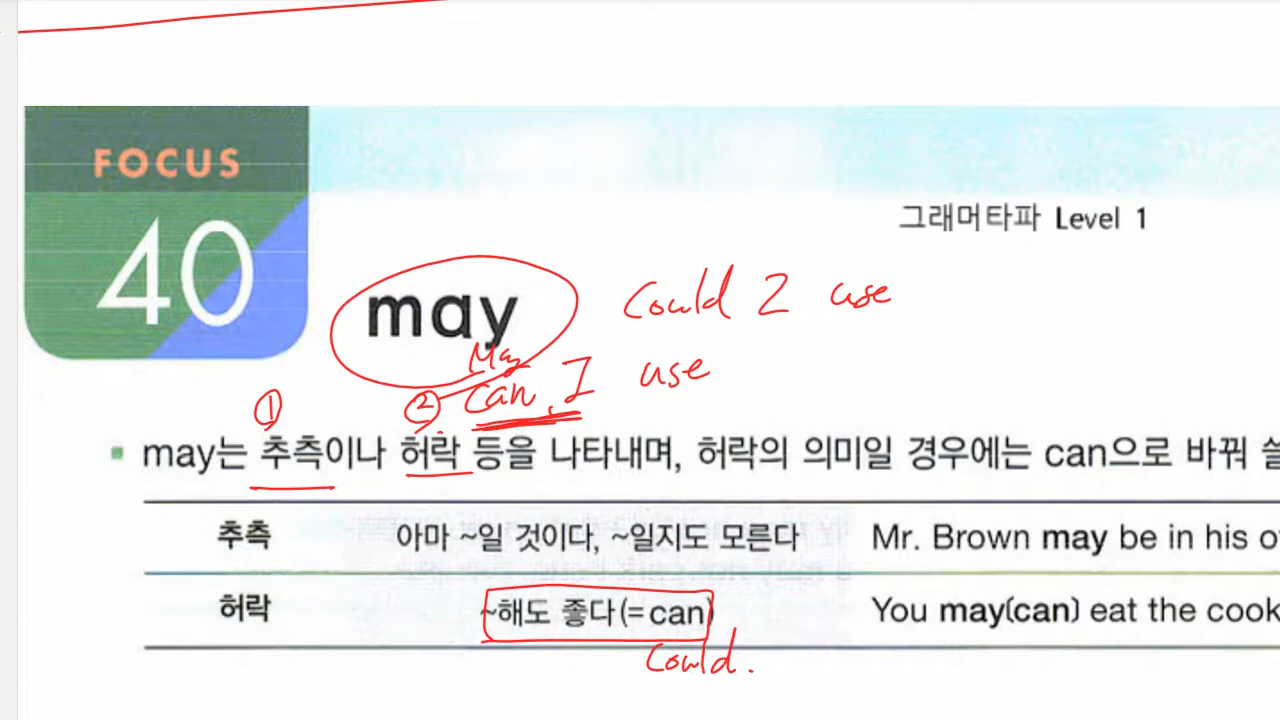 FOCUS
40
그래머타파 Level 1
may
Could I use
May
can I use
① ②
may는 추측이나 허락 등을 나타내며, 허락의 의미일 경우에는 can으로 바꿔 쓸
추측 아마 ~일 것이다, ~일지도 모른다 Mr. Brown may be in his o
허락 ~해도 좋다(=can) You may(can) eat the cook
Could.